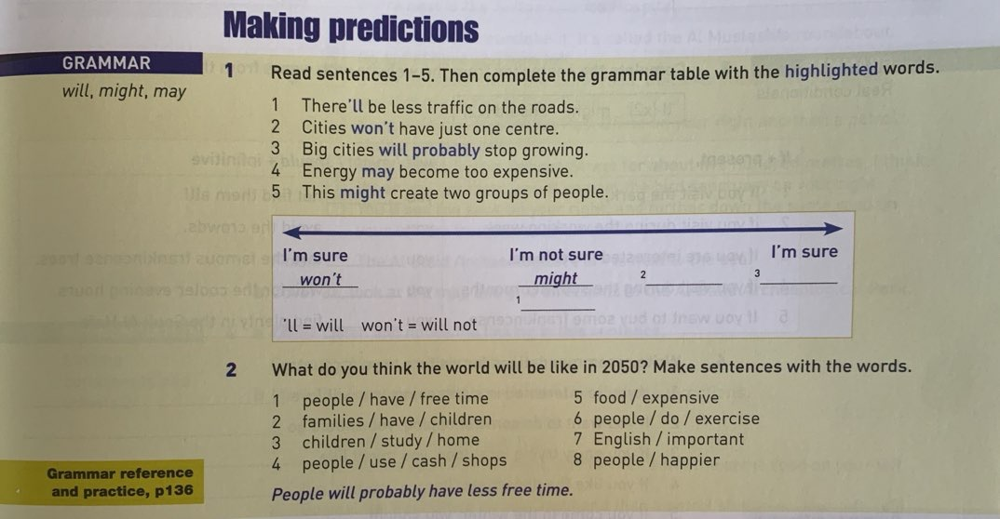 Making predictions
GRAMMAR
will, might, may
1 Read sentences 1–5. Then complete the grammar table with the highlighted words.
1 There'll be less traffic on the roads.
2 Cities won't have just one centre.
3 Big cities will probably stop growing.
4 Energy may become too expensive.
5 This might create two groups of people.
I'm sure I'm not sure I'm sure
won't might 2 ________ 3 ________
1 ________
'll = will won't = will not
2 What do you think the world will be like in 2050? Make sentences with the words.
1 people / have / free time
2 families / have / children
3 children / study / home
4 people / use / cash / shops
5 food / expensive
6 people / do / exercise
7 English / important
8 people / happier
People will probably have less free time.
Grammar reference
and practice, p136